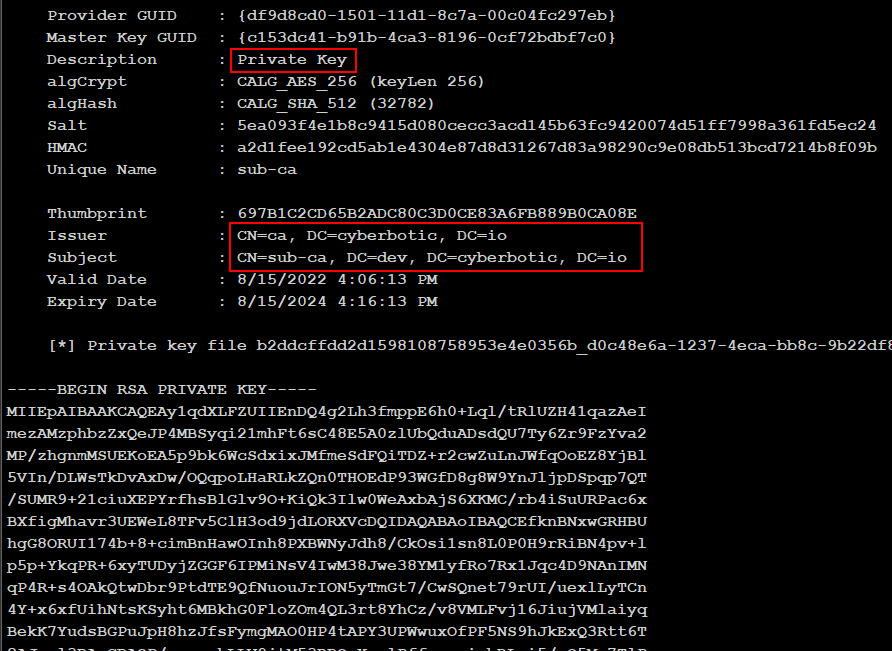 Provider GUID : {df9d8cd0-1501-11d1-8c7a-00c04fc297eb}
Master Key GUID : {c153dc41-b91b-4ca3-8196-0cf72bdbf7c0}
Description : Private Key
algCrypt : CALG_AES_256 (keyLen 256)
algHash : CALG_SHA_512 (32782)
Salt : 5ea093f4e1b8c9415d080cecc3acd145b63fc9420074d51ff7998a361fd5ec24
HMAC : a2d1fee192cd5ab1e4304e87d8d31267d83a98290c9e08db513bcd7214b8f09b
Unique Name : sub-ca
Thumbprint : 697B1C2CD65B2ADC80C3D0CE83A6FB889B0CA08E
Issuer : CN=ca, DC=cyberbotic, DC=io
Subject : CN=sub-ca, DC=dev, DC=cyberbotic, DC=io
Valid Date : 8/15/2022 4:06:13 PM
Expiry Date : 8/15/2024 4:16:13 PM
[*] Private key file b2ddcffdd2d1598108758953e4e0356b_d0c48e6a-1237-4eca-bb8c-9b22df8
-----BEGIN RSA PRIVATE KEY-----
MIIEpAIBAAKCAQEAy1qdXLFZUIIEnDQ4g2Lh3fmppE6h0+Lql/tRlUZH41qazAeI
mezAMzphbzZxQeJP4MBSyqi21mhFt6sC48E5A0zlUbQduADsdQU7Ty6Zr9FzYva2
MP/zhgnmMSUEKoEA5p9bk6WcSdxixJMfmeSdFQiTDZ+r2cwZuLnJWfqOoEZ8YjBl
5VIn/DLWsTkDvAxDw/OQqpoLHaRLkZQn0THOEdP93WGfD8g8W9YnJljpDSpqp7QT
/SUMR9+21ciuXEPYrfhsBlGlv9O+KiQk3Ilw0WeAxbAjS6XKMC/rb4iSuURPac6x
BXfigMhavr3UEWeL8TFv5ClH3od9jdLORXVcDQIDAQABAoIBAQCEfknBNxwGRHBU
hgG8ORUI174b+8+cimBnHawOInh8PXBWNyJdh8/CkOsi1sn8L0P0H9rRiBN4pv+l
p5p+YkqPR+6xyTUDyjZGGF6IPMiNsV4IwM38Jwe38YM1yfRo7Rx1Jqc4D9NAnIMN
qP4R+s4OAkQtwDbr9PtdTE9QfNuouJrION5yTmGt7/CwSQnet79rUI/uexlLyTCn
4Y+x6xfUihNtsKSyht6MBkhG0FloZOm4QL3rt8YhCz/v8VMLFvj16JiujVMlaiyq
BekK7YudsBGPuJpH8hzJfsFymgMAO0HP4tAPY3UPWwuxOfPF5NS9hJkExQ3Rtt6T